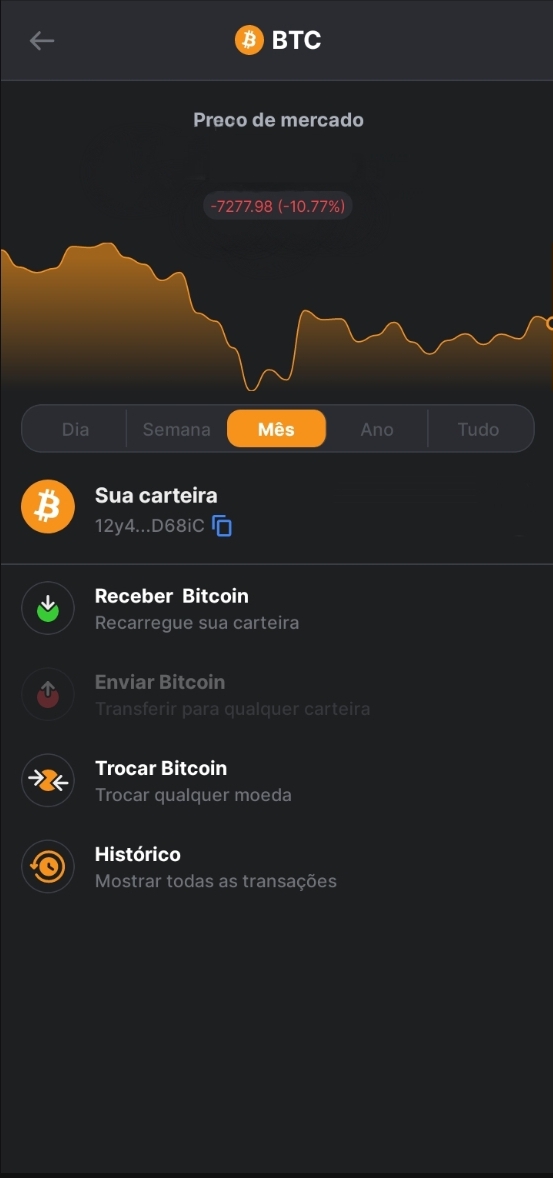 BTC
Preço de mercado
-7277.98 (-10.77%)
Dia Semana Mês Ano Tudo
Sua carteira
12y4...D68iC
Receber Bitcoin
Recarregue sua carteira
Enviar Bitcoin
Transferir para qualquer carteira
Trocar Bitcoin
Trocar qualquer moeda
Histórico
Mostrar todas as transações